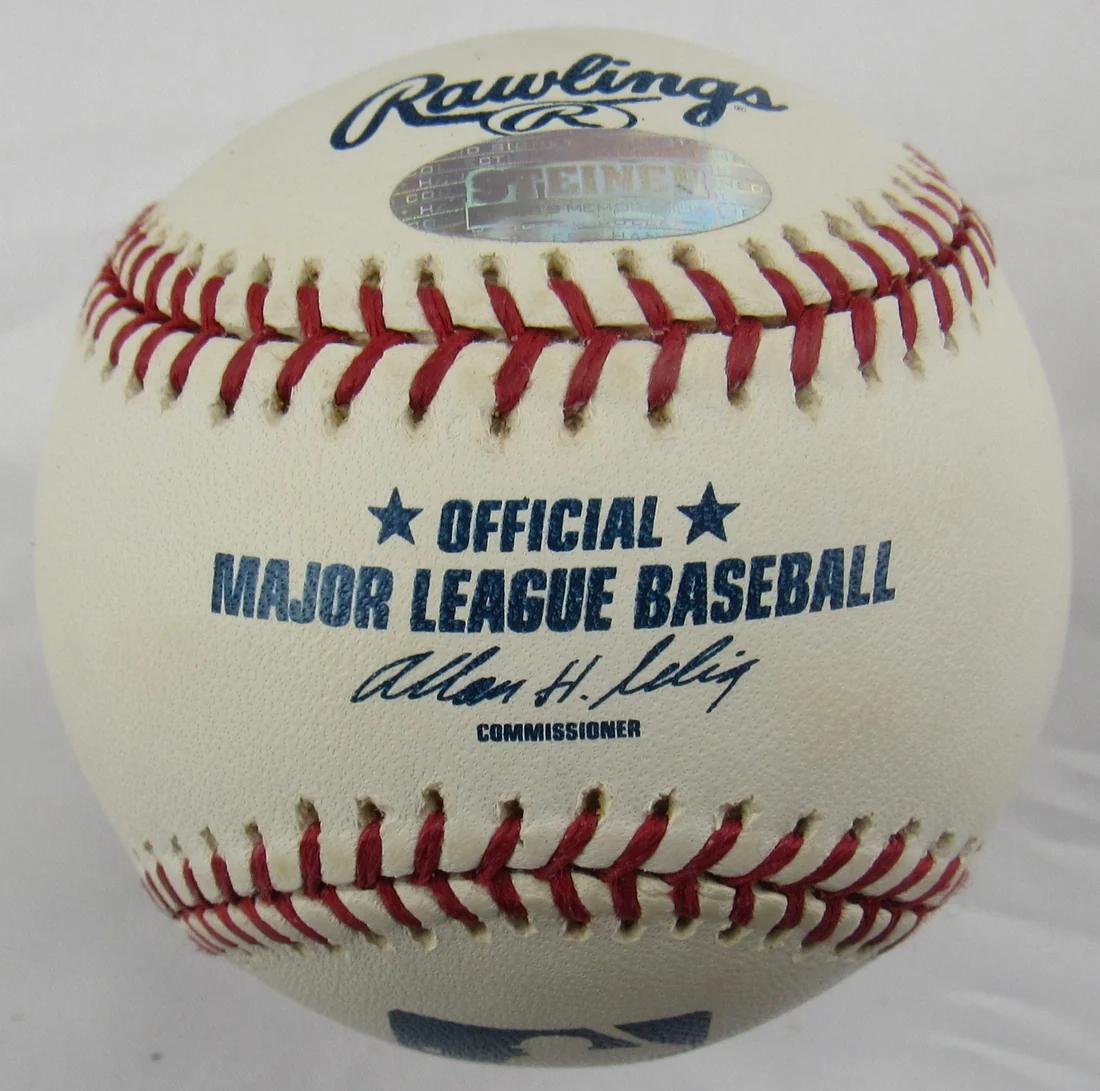 Rawlings
R
STEINER
OFFICIAL
MAJOR LEAGUE BASEBALL
Allan H. Selig
COMMISSIONER